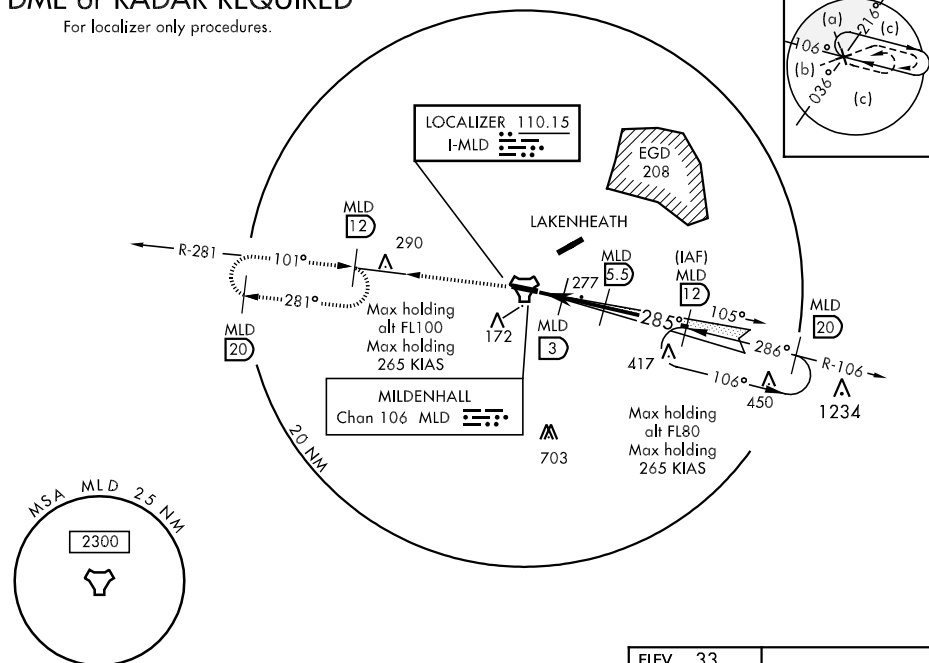 DME or RADAR REQUIRED
For localizer only procedures.
(a)
216°
(c)
106°
(b)
036°
(c)
LOCALIZER 110.15
I-MLD
EGD
208
LAKENHEATH
MLD
12
290
R-281
101°
281°
MLD
20
Max holding
alt FL100
Max holding
265 KIAS
277
MLD
5.5
(IAF)
MLD
12
105°
285°
286°
MLD
20
R-106
172
MLD
3
417
106°
450
1234
MILDENHALL
Chan 106 MLD
Max holding
alt FL80
Max holding
265 KIAS
703
20 NM
MSA MLD 25 NM
2300
ELEV 33